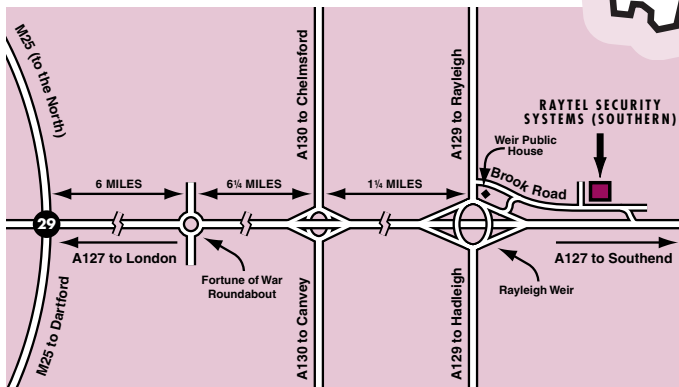 M25 (to the North)
A130 to Chelmsford
A129 to Rayleigh
RAYTEL SECURITY
SYSTEMS (SOUTHERN)
Weir Public
House
Brook Road
6 MILES
6¼ MILES
1¼ MILES
29
A127 to London
A127 to Southend
Fortune of War
Roundabout
Rayleigh Weir
M25 to Dartford
A130 to Canvey
A129 to Hadleigh